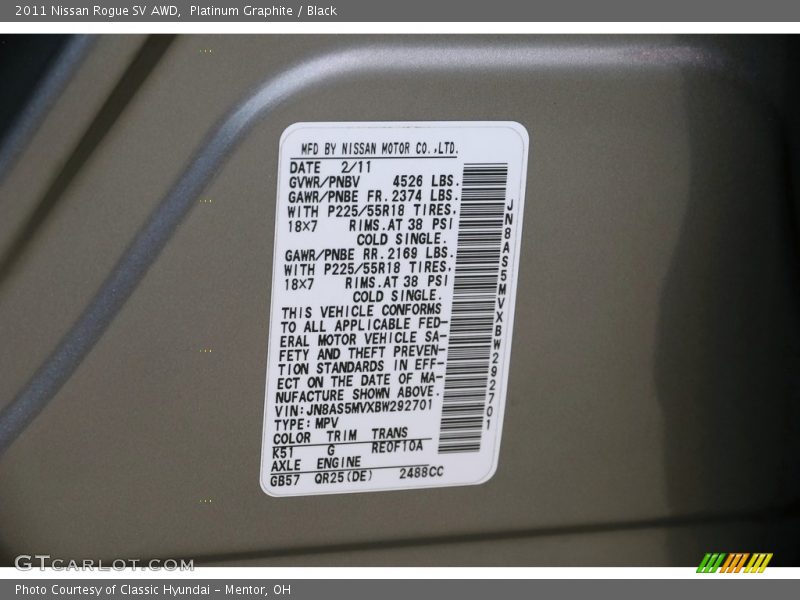 2011 Nissan Rogue SV AWD, Platinum Graphite / Black
MFD BY NISSAN MOTOR CO.,LTD.
DATE 2/11
GVWR/PNBV 4526 LBS.
GAWR/PNBE FR.2374 LBS.
WITH P225/55R18 TIRES.
18X7 RIMS.AT 38 PSI
COLD SINGLE.
GAWR/PNBE RR.2169 LBS.
WITH P225/55R18 TIRES.
18X7 RIMS.AT 38 PSI
COLD SINGLE.
THIS VEHICLE CONFORMS
TO ALL APPLICABLE FED-
ERAL MOTOR VEHICLE SA-
FETY AND THEFT PREVEN-
TION STANDARDS IN EFF-
ECT ON THE DATE OF MA-
NUFACTURE SHOWN ABOVE.
VIN:JN8AS5MVXBW292701
TYPE:MPV
COLOR TRIM TRANS
K51 G RE0F10A
AXLE ENGINE
GB57 QR25(DE) 2488CC
JN8AS5MVXBW292701
GTCarLot.com
Photo Courtesy of Classic Hyundai - Mentor, OH